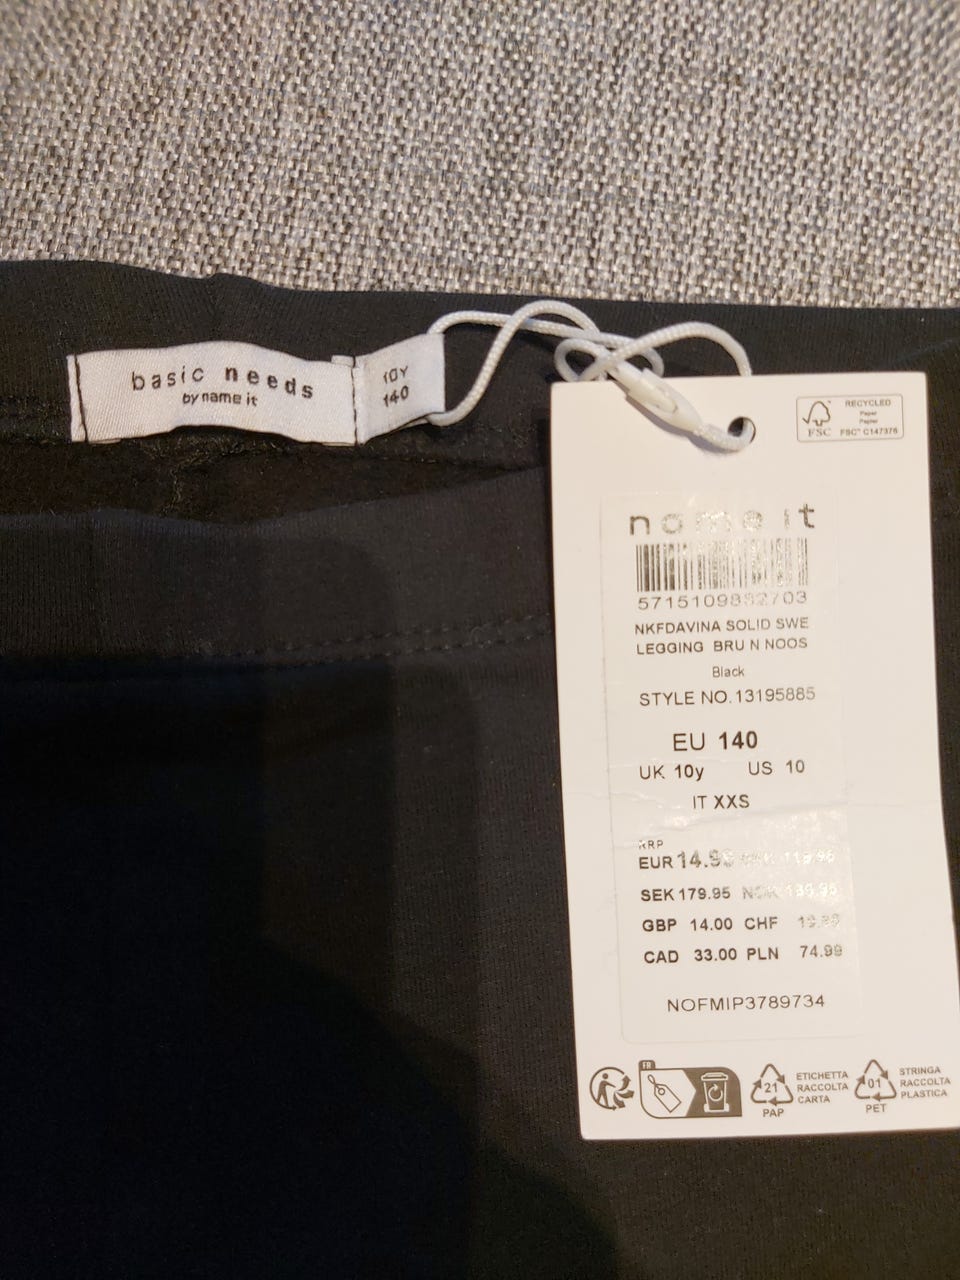 basic needs
by name it
10Y
140
FSC
RECYCLED
Paper
Papier
FSC™ C147376
name it
NKFDAVINA SOLID SWE
LEGGING BRU N NOOS
Black
STYLE NO. 13195885
EU 140
UK 10y US 10
IT XXS
RRP
EUR
SEK 179.95 NOK
GBP 14.00 CHF
CAD 33.00 PLN 74.99
NOFMIP3789734
FR
21
PAP
ETICHETTA
RACCOLTA
CARTA
01
PET
STRINGA
RACCOLTA
PLASTICA